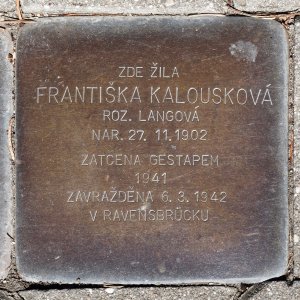 ZDE ŽILA
FRANTIŠKA KALOUSKOVÁ
ROZ. LANGOVÁ
NAR. 27. 11. 1902
ZATČENA GESTAPEM
1941
ZAVRAŽDĚNA 6. 3. 1942
V RAVENSBRÜCKU